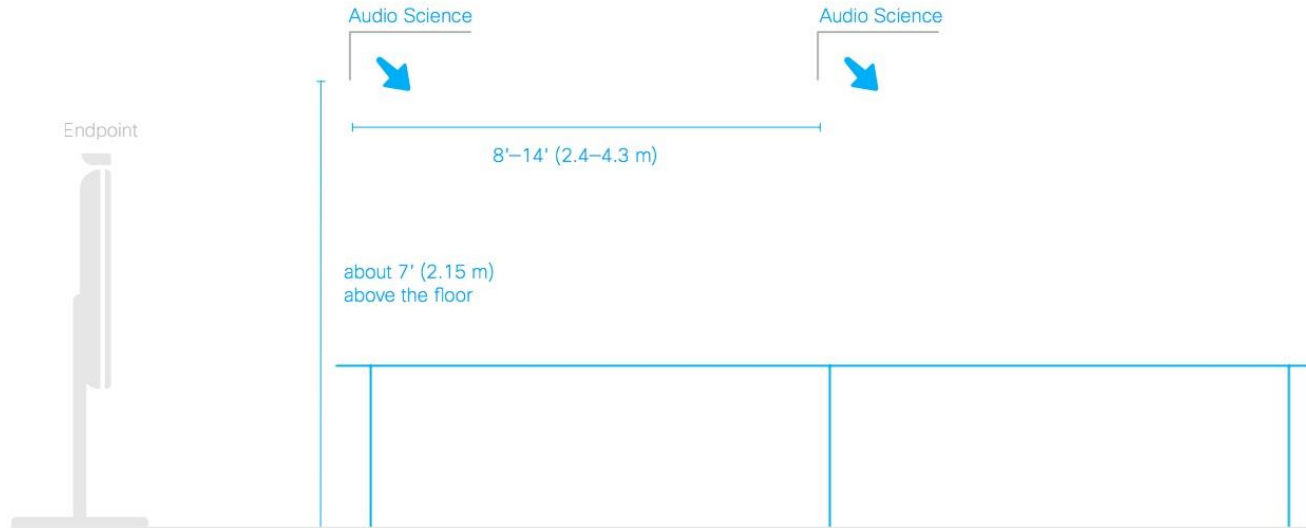 Audio Science
Audio Science
Endpoint
8'–14' (2.4–4.3 m)
about 7' (2.15 m)
above the floor